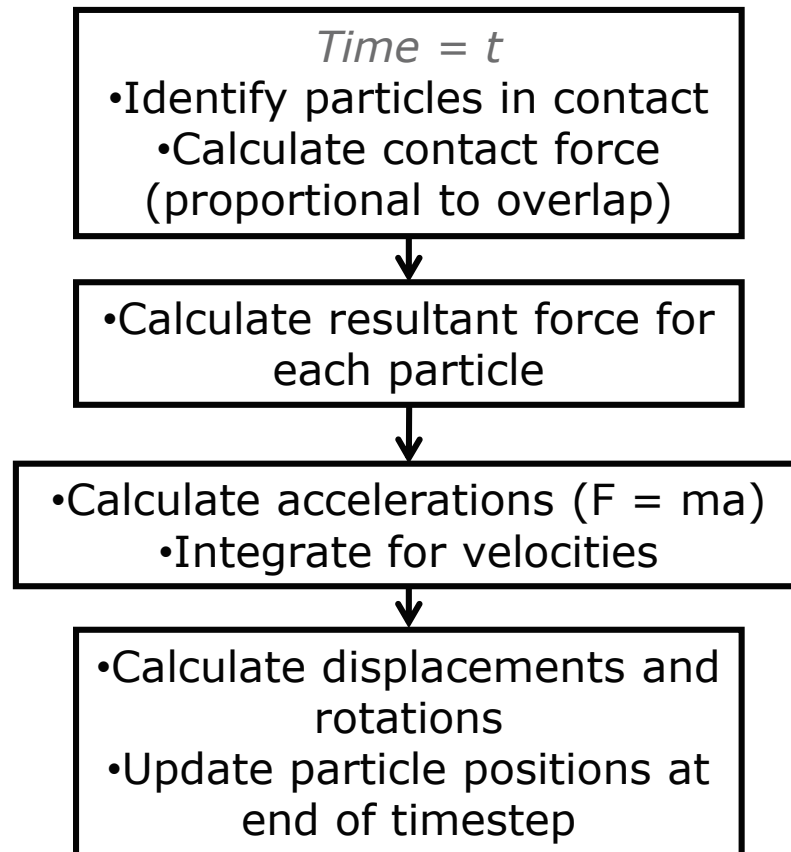 Time = t
•Identify particles in contact
•Calculate contact force
(proportional to overlap)
•Calculate resultant force for
each particle
•Calculate accelerations (F = ma)
•Integrate for velocities
•Calculate displacements and
rotations
•Update particle positions at
end of timestep